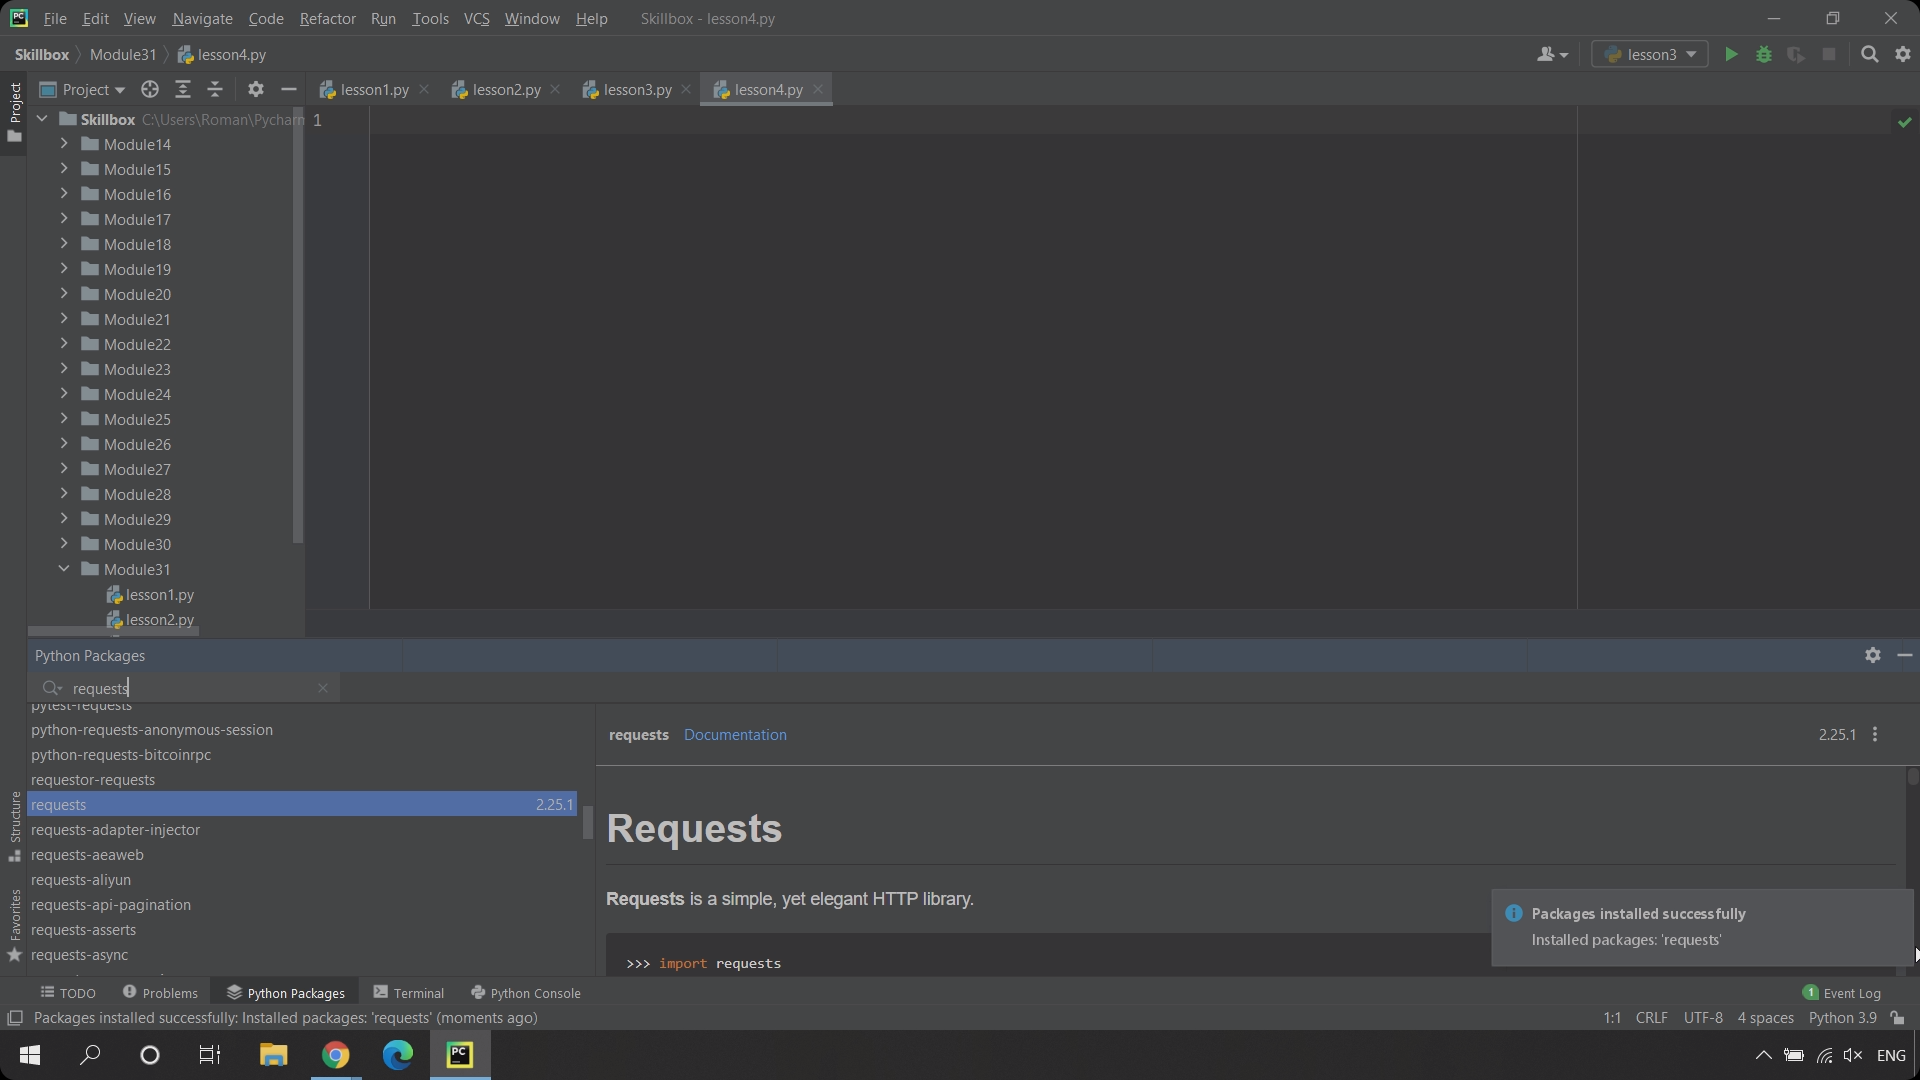 File Edit View Navigate Code Refactor Run Tools VCS Window Help Skillbox - lesson4.py
Skillbox Module31 lesson4.py lesson3
Project Project lesson1.py lesson2.py lesson3.py lesson4.py
Skillbox C:\Users\Roman\Pycharm 1
Module14
Module15
Module16
Module17
Module18
Module19
Module20
Module21
Module22
Module23
Module24
Module25
Module26
Module27
Module28
Module29
Module30
Module31
lesson1.py
lesson2.py
Python Packages
requests
pytest-requests
python-requests-anonymous-session
python-requests-bitcoinrpc
requestor-requests
requests 2.25.1
requests-adapter-injector
requests-aeaweb
requests-aliyun
requests-api-pagination
requests-asserts
requests-async
requests Documentation 2.25.1
Requests
Requests is a simple, yet elegant HTTP library.
>>> import requests
Packages installed successfully
Installed packages: 'requests'
Structure
Favorites
TODO Problems Python Packages Terminal Python Console 1 Event Log
Packages installed successfully: Installed packages: 'requests' (moments ago) 1:1 CRLF UTF-8 4 spaces Python 3.9
PC ENG